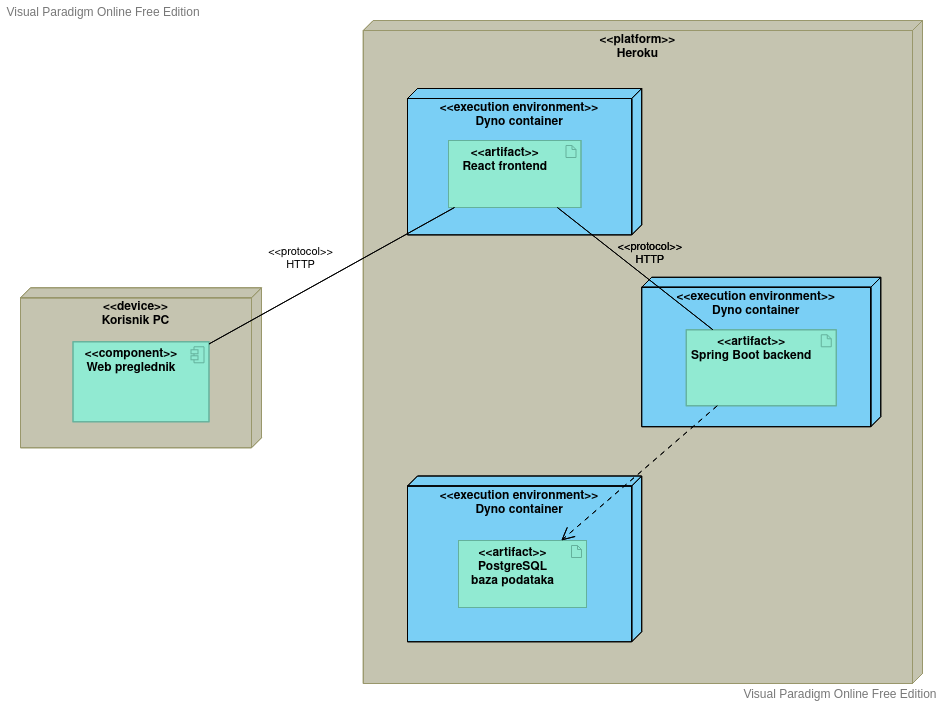 Visual Paradigm Online Free Edition
<<platform>>
Heroku
<<execution environment>>
Dyno container
<<artifact>>
React frontend
<<protocol>>
HTTP
<<protocol>>
HTTP
<<device>>
Korisnik PC
<<component>>
Web preglednik
<<execution environment>>
Dyno container
<<artifact>>
Spring Boot backend
<<execution environment>>
Dyno container
<<artifact>>
PostgreSQL
baza podataka
Visual Paradigm Online Free Edition